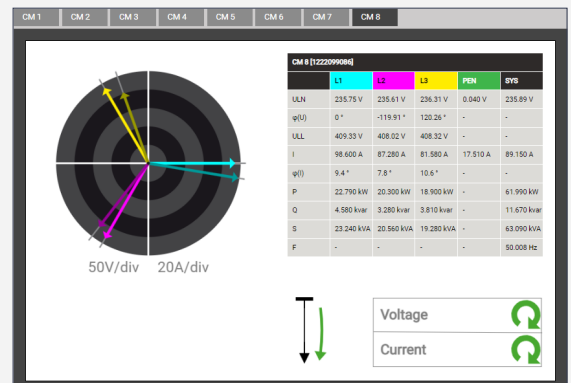 CM 1 CM 2 CM 3 CM 4 CM 5 CM 6 CM 7 CM 8
CM 8 [1222099086]
L1 L2 L3 PEN SYS
ULN 235.75 V 235.61 V 236.31 V 0.040 V 235.89 V
φ(U) 0 ° -119.91 ° 120.26 ° - -
ULL 409.33 V 408.02 V 408.32 V - -
I 98.600 A 87.280 A 81.580 A 17.510 A 89.150 A
φ(I) 9.4 ° 7.8 ° 10.6 ° - -
P 22.790 kW 20.300 kW 18.900 kW - 61.990 kW
Q 4.580 kvar 3.280 kvar 3.810 kvar - 11.670 kvar
S 23.240 kVA 20.560 kVA 19.280 kVA - 63.090 kVA
F - - - - 50.008 Hz
50V/div 20A/div
Voltage
Current